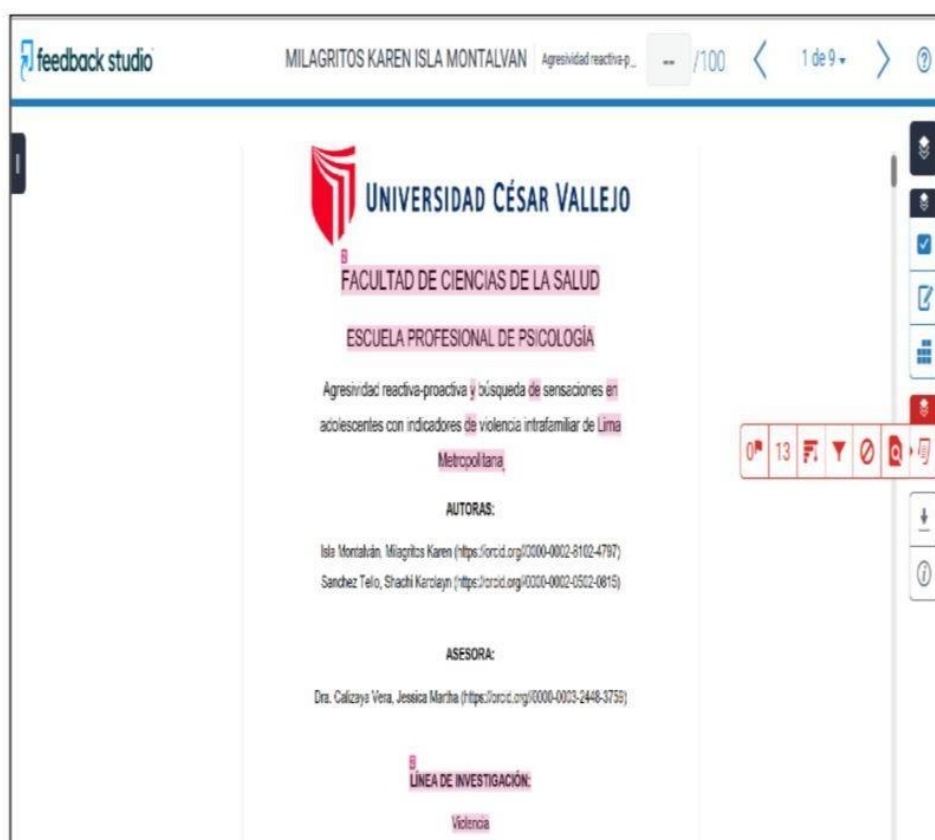 feedback studio
MILAGRITOS KAREN ISLA MONTALVAN
Agresividad reactiva-p...
-- /100
1 de 9
UNIVERSIDAD CÉSAR VALLEJO
2
FACULTAD DE CIENCIAS DE LA SALUD
ESCUELA PROFESIONAL DE PSICOLOGÍA
Agresividad reactiva-proactiva y búsqueda de sensaciones en
adolescentes con indicadores de violencia intrafamiliar de Lima
Metropolitana
0
13
AUTORAS:
Isla Montalván, Milagritos Karen (https://orcid.org/0000-0002-8102-4797)
Sanchez Tello, Shachi Karolayn (https://orcid.org/0000-0002-0502-0815)
ASESORA:
Dra. Calizaya Vera, Jessica Martha (https://orcid.org/0000-0003-2448-3759)
LÍNEA DE INVESTIGACIÓN:
Violencia